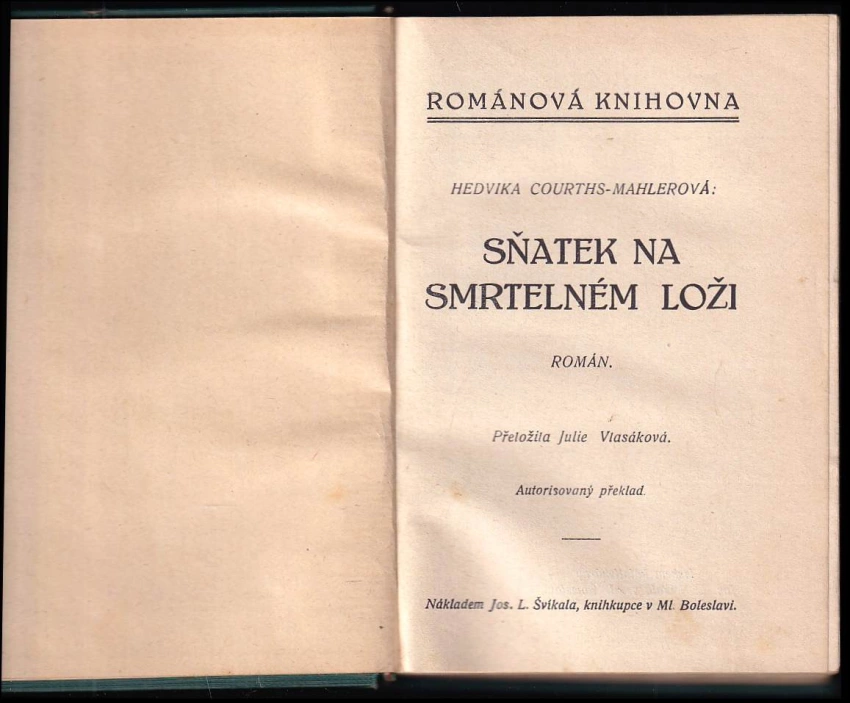 ROMÁNOVÁ KNIHOVNA
HEDVIKA COURTHS-MAHLEROVÁ:
SŇATEK NA
SMRTELNÉM LOŽI
ROMÁN.
Přeložila Julie Vlasáková.
Autorisovaný překlad.
Nákladem Jos. L. Švíkala, knihkupce v Ml. Boleslavi.